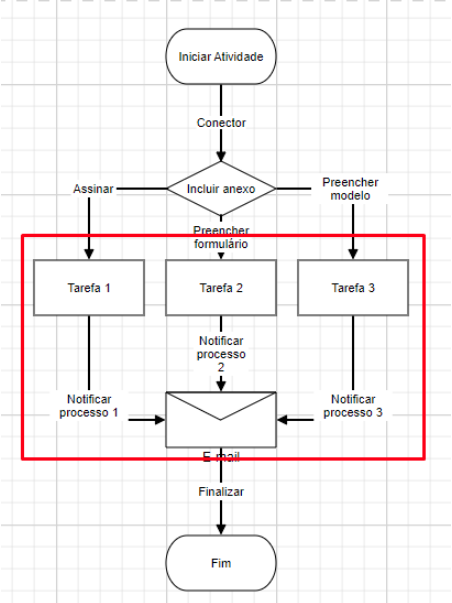 Iniciar Atividade
Conector
Assinar
Incluir anexo
Preencher
modelo
Preencher
formulário
Tarefa 1
Tarefa 2
Tarefa 3
Notificar
processo
2
Notificar
processo 1
Notificar
processo 3
E-mail
Finalizar
Fim